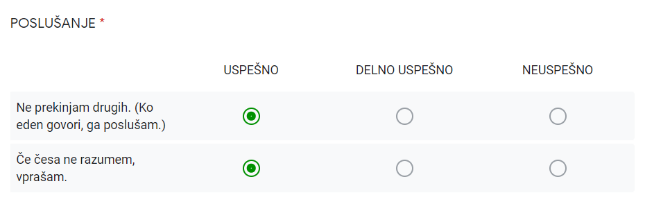 POSLUŠANJE *
USPEŠNO DELNO USPEŠNO NEUSPEŠNO
Ne prekinjam drugih. (Ko
eden govori, ga poslušam.)
Če česa ne razumem,
vprašam.